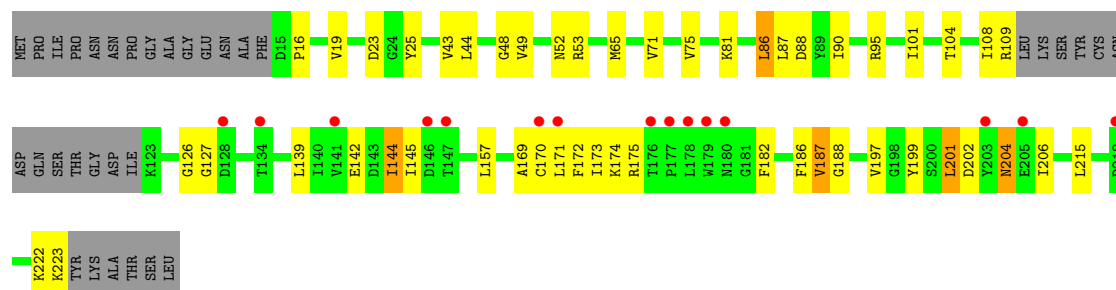 MET PRO ILE PRO ASN ASN PRO GLY ALA GLY GLU ASN ALA PHE D15 P16 V19 D23 G24 Y25 V43 L44 G48 V49 N52 R53 M65 V71 V75 K81 L86 L87 D88 Y89 I90 R95 I101 T104 I108 R109 LEU LYS SER TYR CYS
ASP GLN SER THR GLY ASP ILE K123 G126 G127 D128 T134 L139 I140 V141 E142 D143 I144 I145 D146 T147 L157 A169 C170 L171 F172 I173 K174 R175 T176 P177 L178 W179 N180 G181 F182 F186 V187 G188 V197 G198 Y199 S200 L201 D202 Y203 N204 E205 I206 L215
K222 K223 TYR LYS ALA THR SER LEU